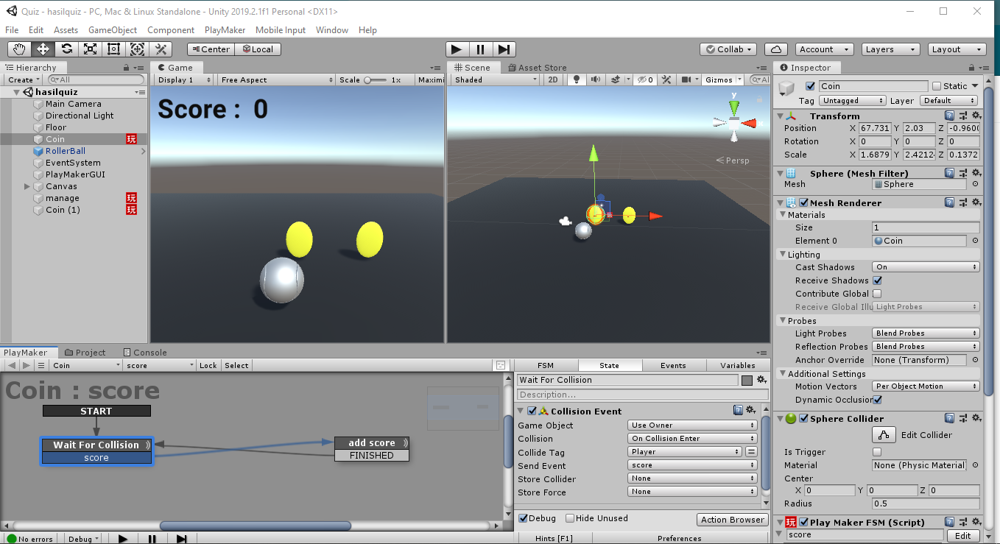 Quiz - hasilquiz - PC, Mac & Linux Standalone - Unity 2019.2.1f1 Personal <DX11>
File Edit Assets GameObject Component PlayMaker Mobile Input Window Help
Center Local Collab Account Layers Layout
Hierarchy
Create All
hasilquiz
Main Camera
Directional Light
Floor
Coin 玩
RollerBall
EventSystem
PlayMakerGUI
Canvas
manage 玩
Coin (1) 玩
Game
Display 1 Free Aspect Scale 1x Maximi
Score : 0
Scene Asset Store
Shaded 2D 0 Gizmos All
y
Persp
Inspector
Coin Static
Tag Untagged Layer Default
Transform
Position X 67.731 Y 2.03 Z -0.9600
Rotation X 0 Y 0 Z 0
Scale X 1.6879 Y 2.42124 Z 0.1372
Sphere (Mesh Filter)
Mesh Sphere
Mesh Renderer
Materials
Size 1
Element 0 Coin
Lighting
Cast Shadows On
Receive Shadows
Contribute Global
Receive Global Illu Light Probes
Probes
Light Probes Blend Probes
Reflection Probes Blend Probes
Anchor Override None (Transform)
Additional Settings
Motion Vectors Per Object Motion
Dynamic Occlusion
Sphere Collider
Edit Collider
Is Trigger
Material None (Physic Material)
Center
X 0 Y 0 Z 0
Radius 0.5
玩 Play Maker FSM (Script)
score Edit
PlayMaker Project Console
Coin score Lock Select
Coin : score
START
Wait For Collision
score
add score
FINISHED
FSM State Events Variables
Wait For Collision
Description...
Collision Event
Game Object Use Owner
Collision On Collision Enter
Collide Tag Player
Send Event score
Store Collider None
Store Force None
Debug Hide Unused Action Browser
No errors Debug
Hints [F1] Preferences